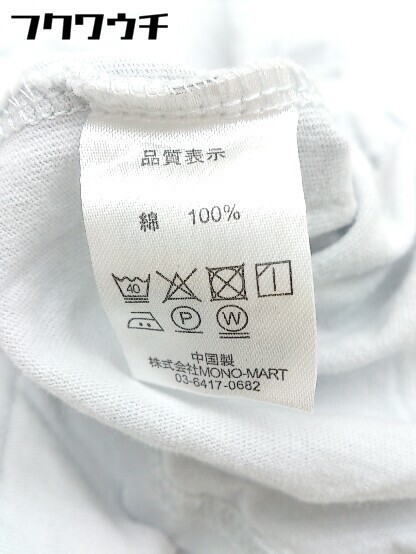 フクワウチ
品質表示
綿 100%
40
P W
中国製
株式会社MONO-MART
03-6417-0682